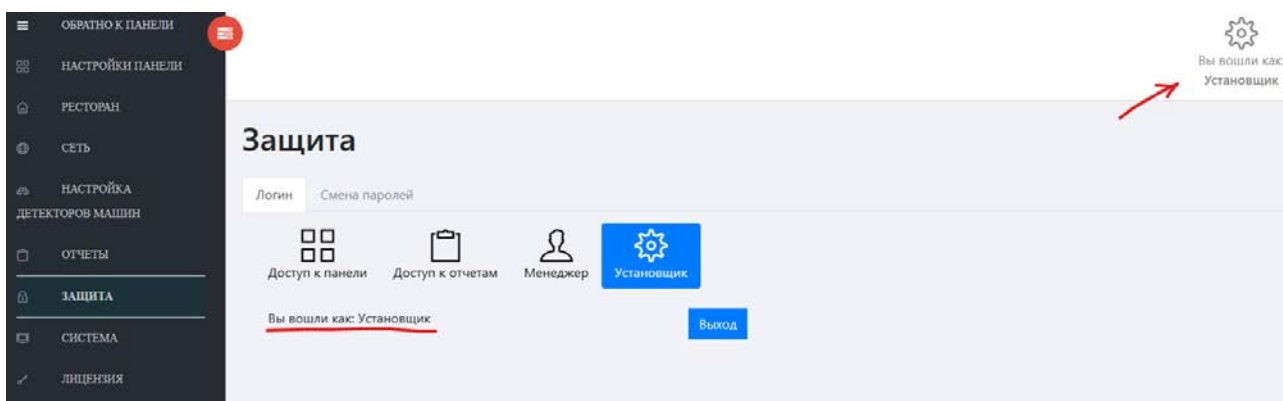 ОБРАТНО К ПАНЕЛИ
НАСТРОЙКИ ПАНЕЛИ
РЕСТОРАН
СЕТЬ
НАСТРОЙКА
ДЕТЕКТОРОВ МАШИН
ОТЧЕТЫ
ЗАЩИТА
СИСТЕМА
ЛИЦЕНЗИЯ
Вы вошли как:
Установщик
Защита
Логин Смена паролей
Доступ к панели Доступ к отчетам Менеджер Установщик
Вы вошли как: Установщик
Выход